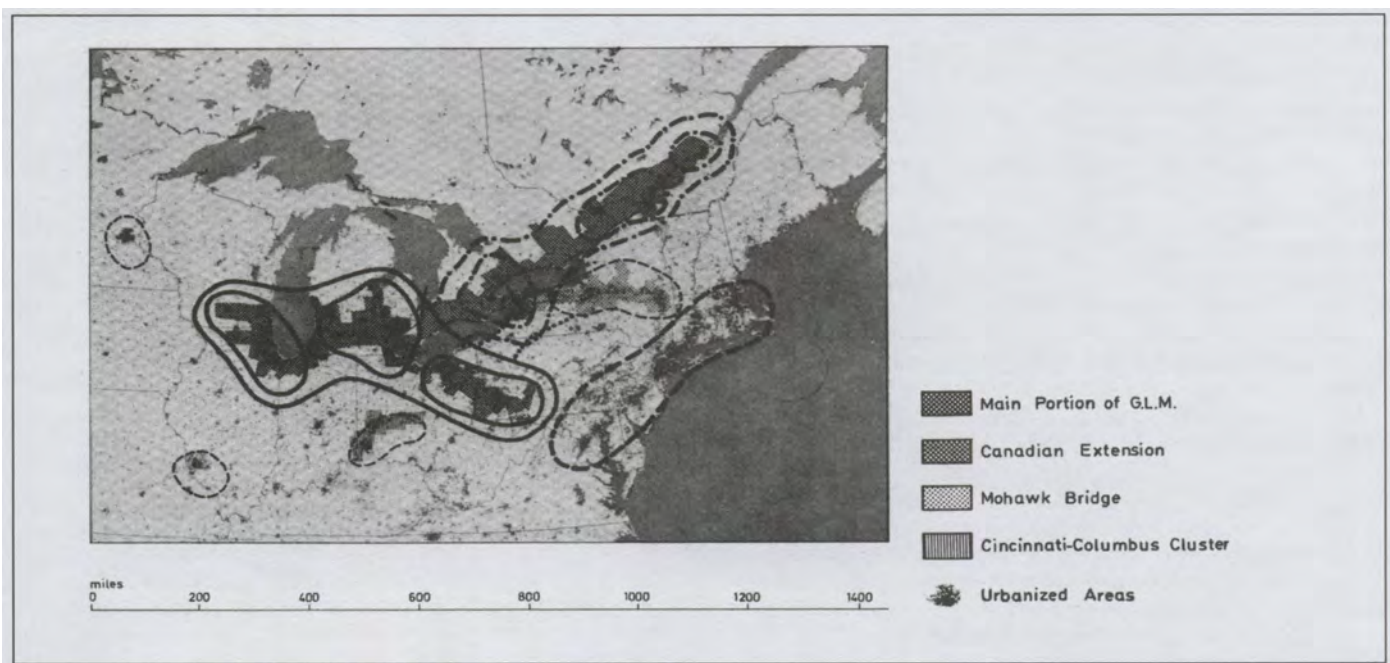 Main Portion of G.L.M.
Canadian Extension
Mohawk Bridge
Cincinnati-Columbus Cluster
Urbanized Areas
miles
0 200 400 600 800 1000 1200 1400